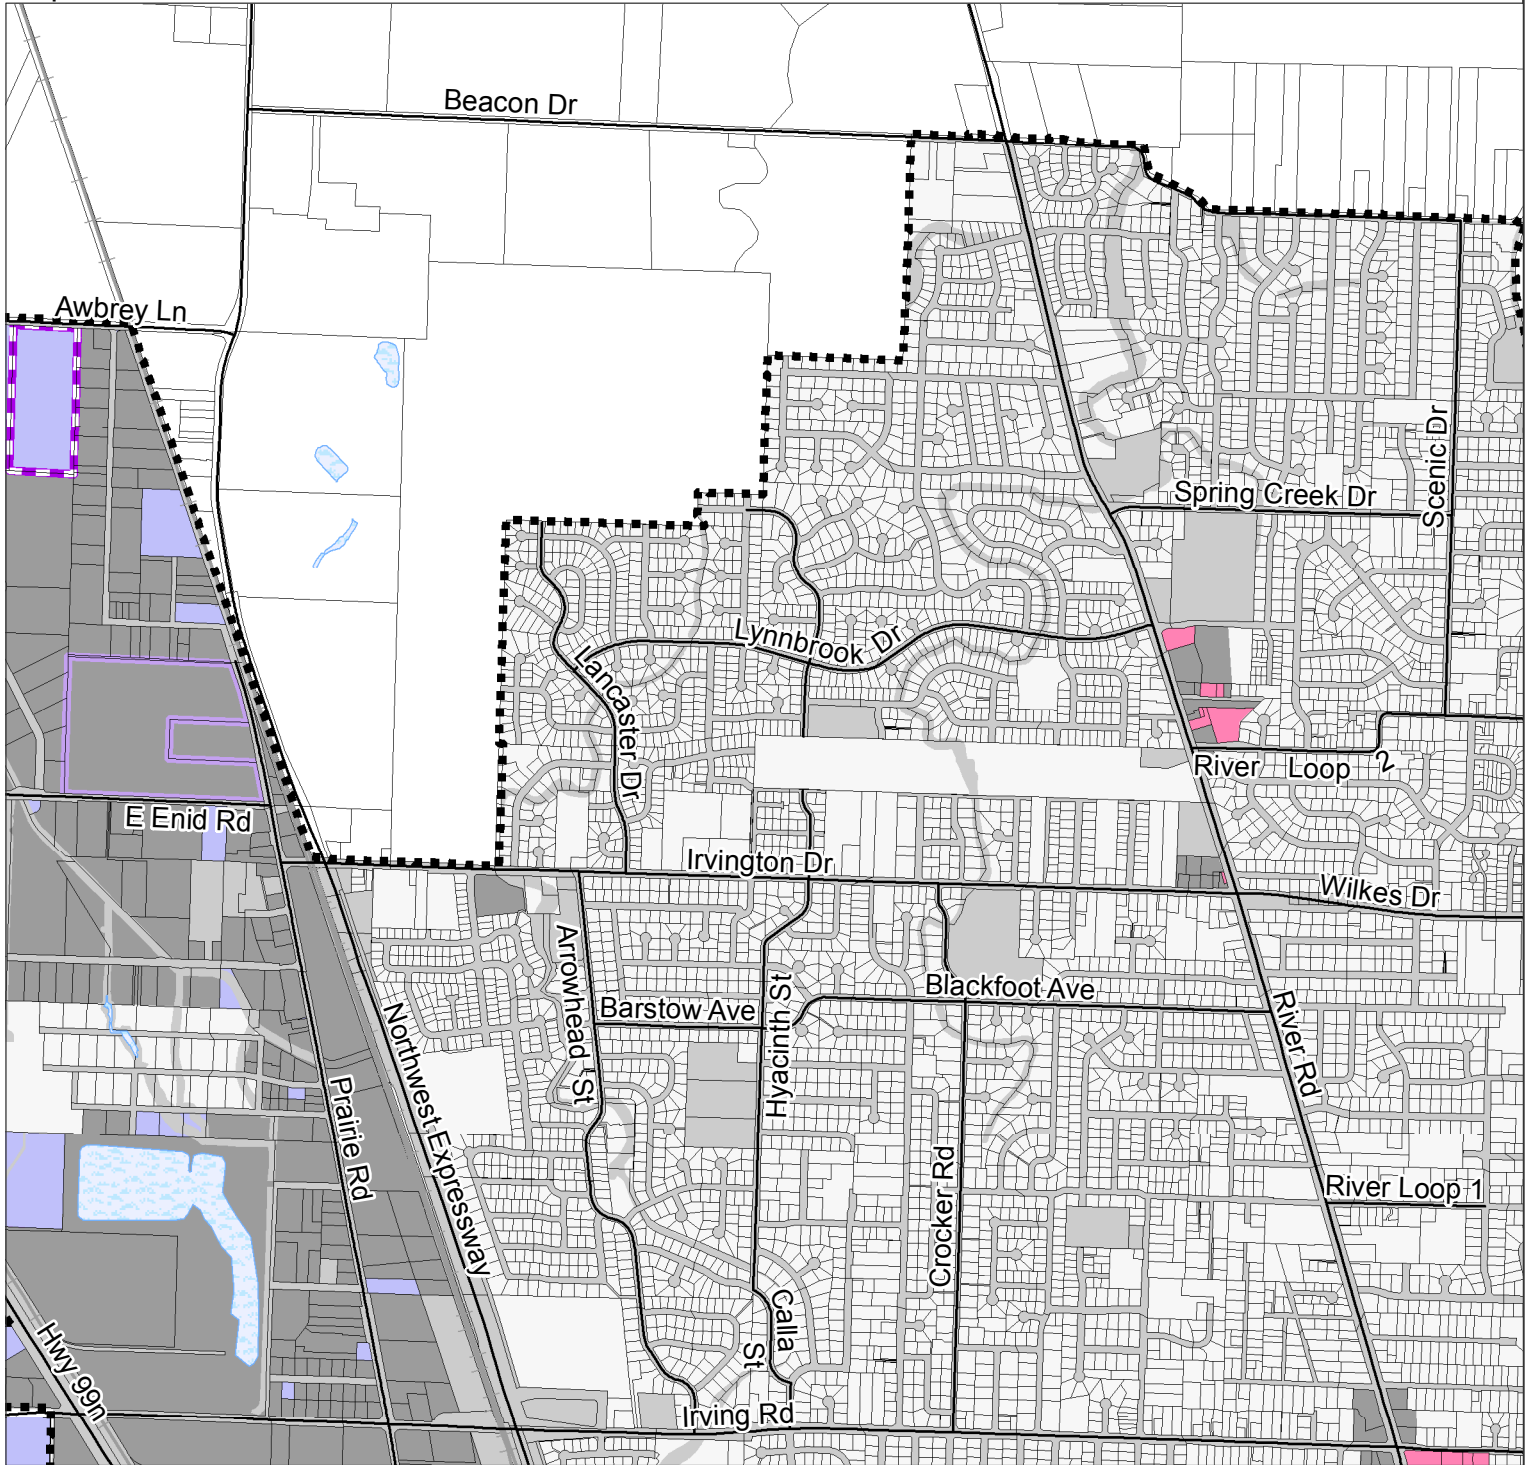 Beacon Dr
Awbrey Ln
Scenic Dr
Spring Creek Dr
Lynnbrook Dr
Lancaster Dr
River Loop 2
E Enid Rd
Irvington Dr
Wilkes Dr
Arrowhead St
Barstow Ave
Hyacinth St
Blackfoot Ave
Northwest Expressway
River Rd
Prairie Rd
Crocker Rd
River Loop 1
Calla St
Hwy 99n
Irving Rd